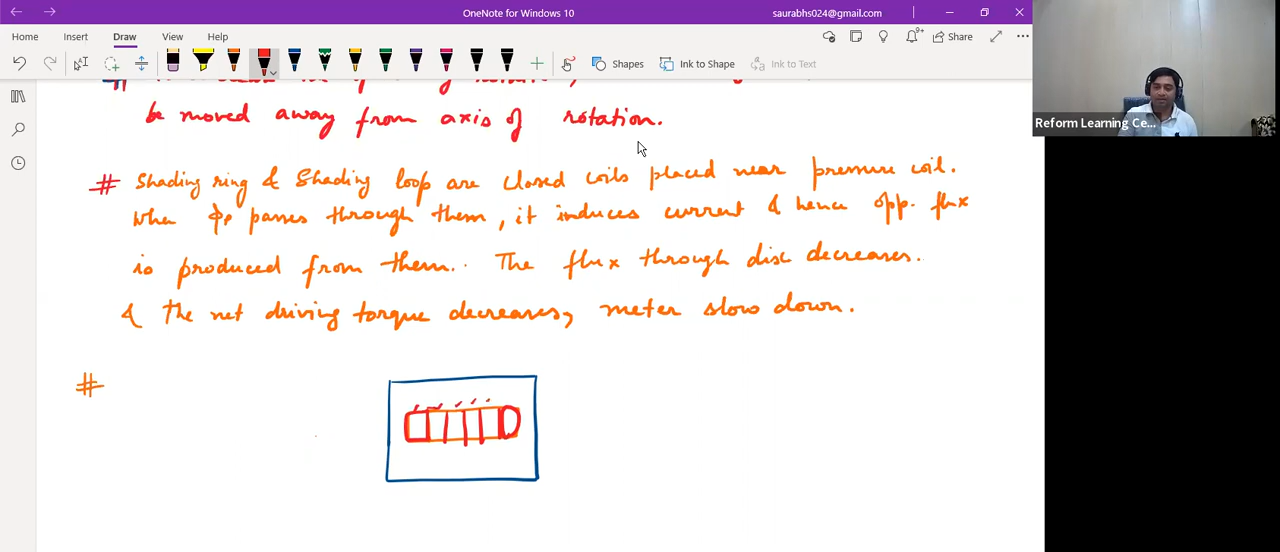 OneNote for Windows 10
saurabhs024@gmail.com
Home Insert Draw View Help
Share
Shapes
Ink to Shape
Ink to Text
be moved away from axis of rotation.
# Shading ring & Shading loop are closed coils placed near pressure coil.
When ϕp passes through them, it induces current & hence opp. flux
is produced from them.. The flux through disc decreases.
& the net driving torque decreases, meter slow down.
#
Reform Learning Ce...